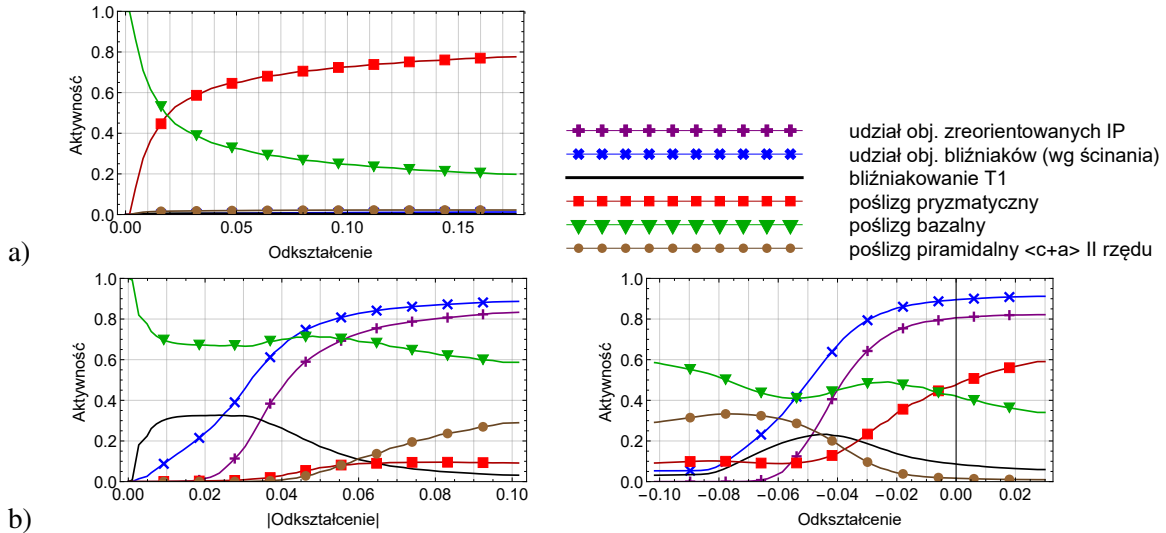 1.0
0.8
0.6
0.4
0.2
0.0
Aktywność
0.00 0.05 0.10 0.15
Odkształcenie
a)
udział obj. zreorientowanych IP
udział obj. bliźniaków (wg ścinania)
bliźniakowanie T1
poślizg pryzmatyczny
poślizg bazalny
poślizg piramidalny <c+a> II rzędu
1.0
0.8
0.6
0.4
0.2
0.0
Aktywność
0.00 0.02 0.04 0.06 0.08 0.10
|Odkształcenie|
b)
1.0
0.8
0.6
0.4
0.2
0.0
Aktywność
-0.10 -0.08 -0.06 -0.04 -0.02 0.00 0.02
Odkształcenie